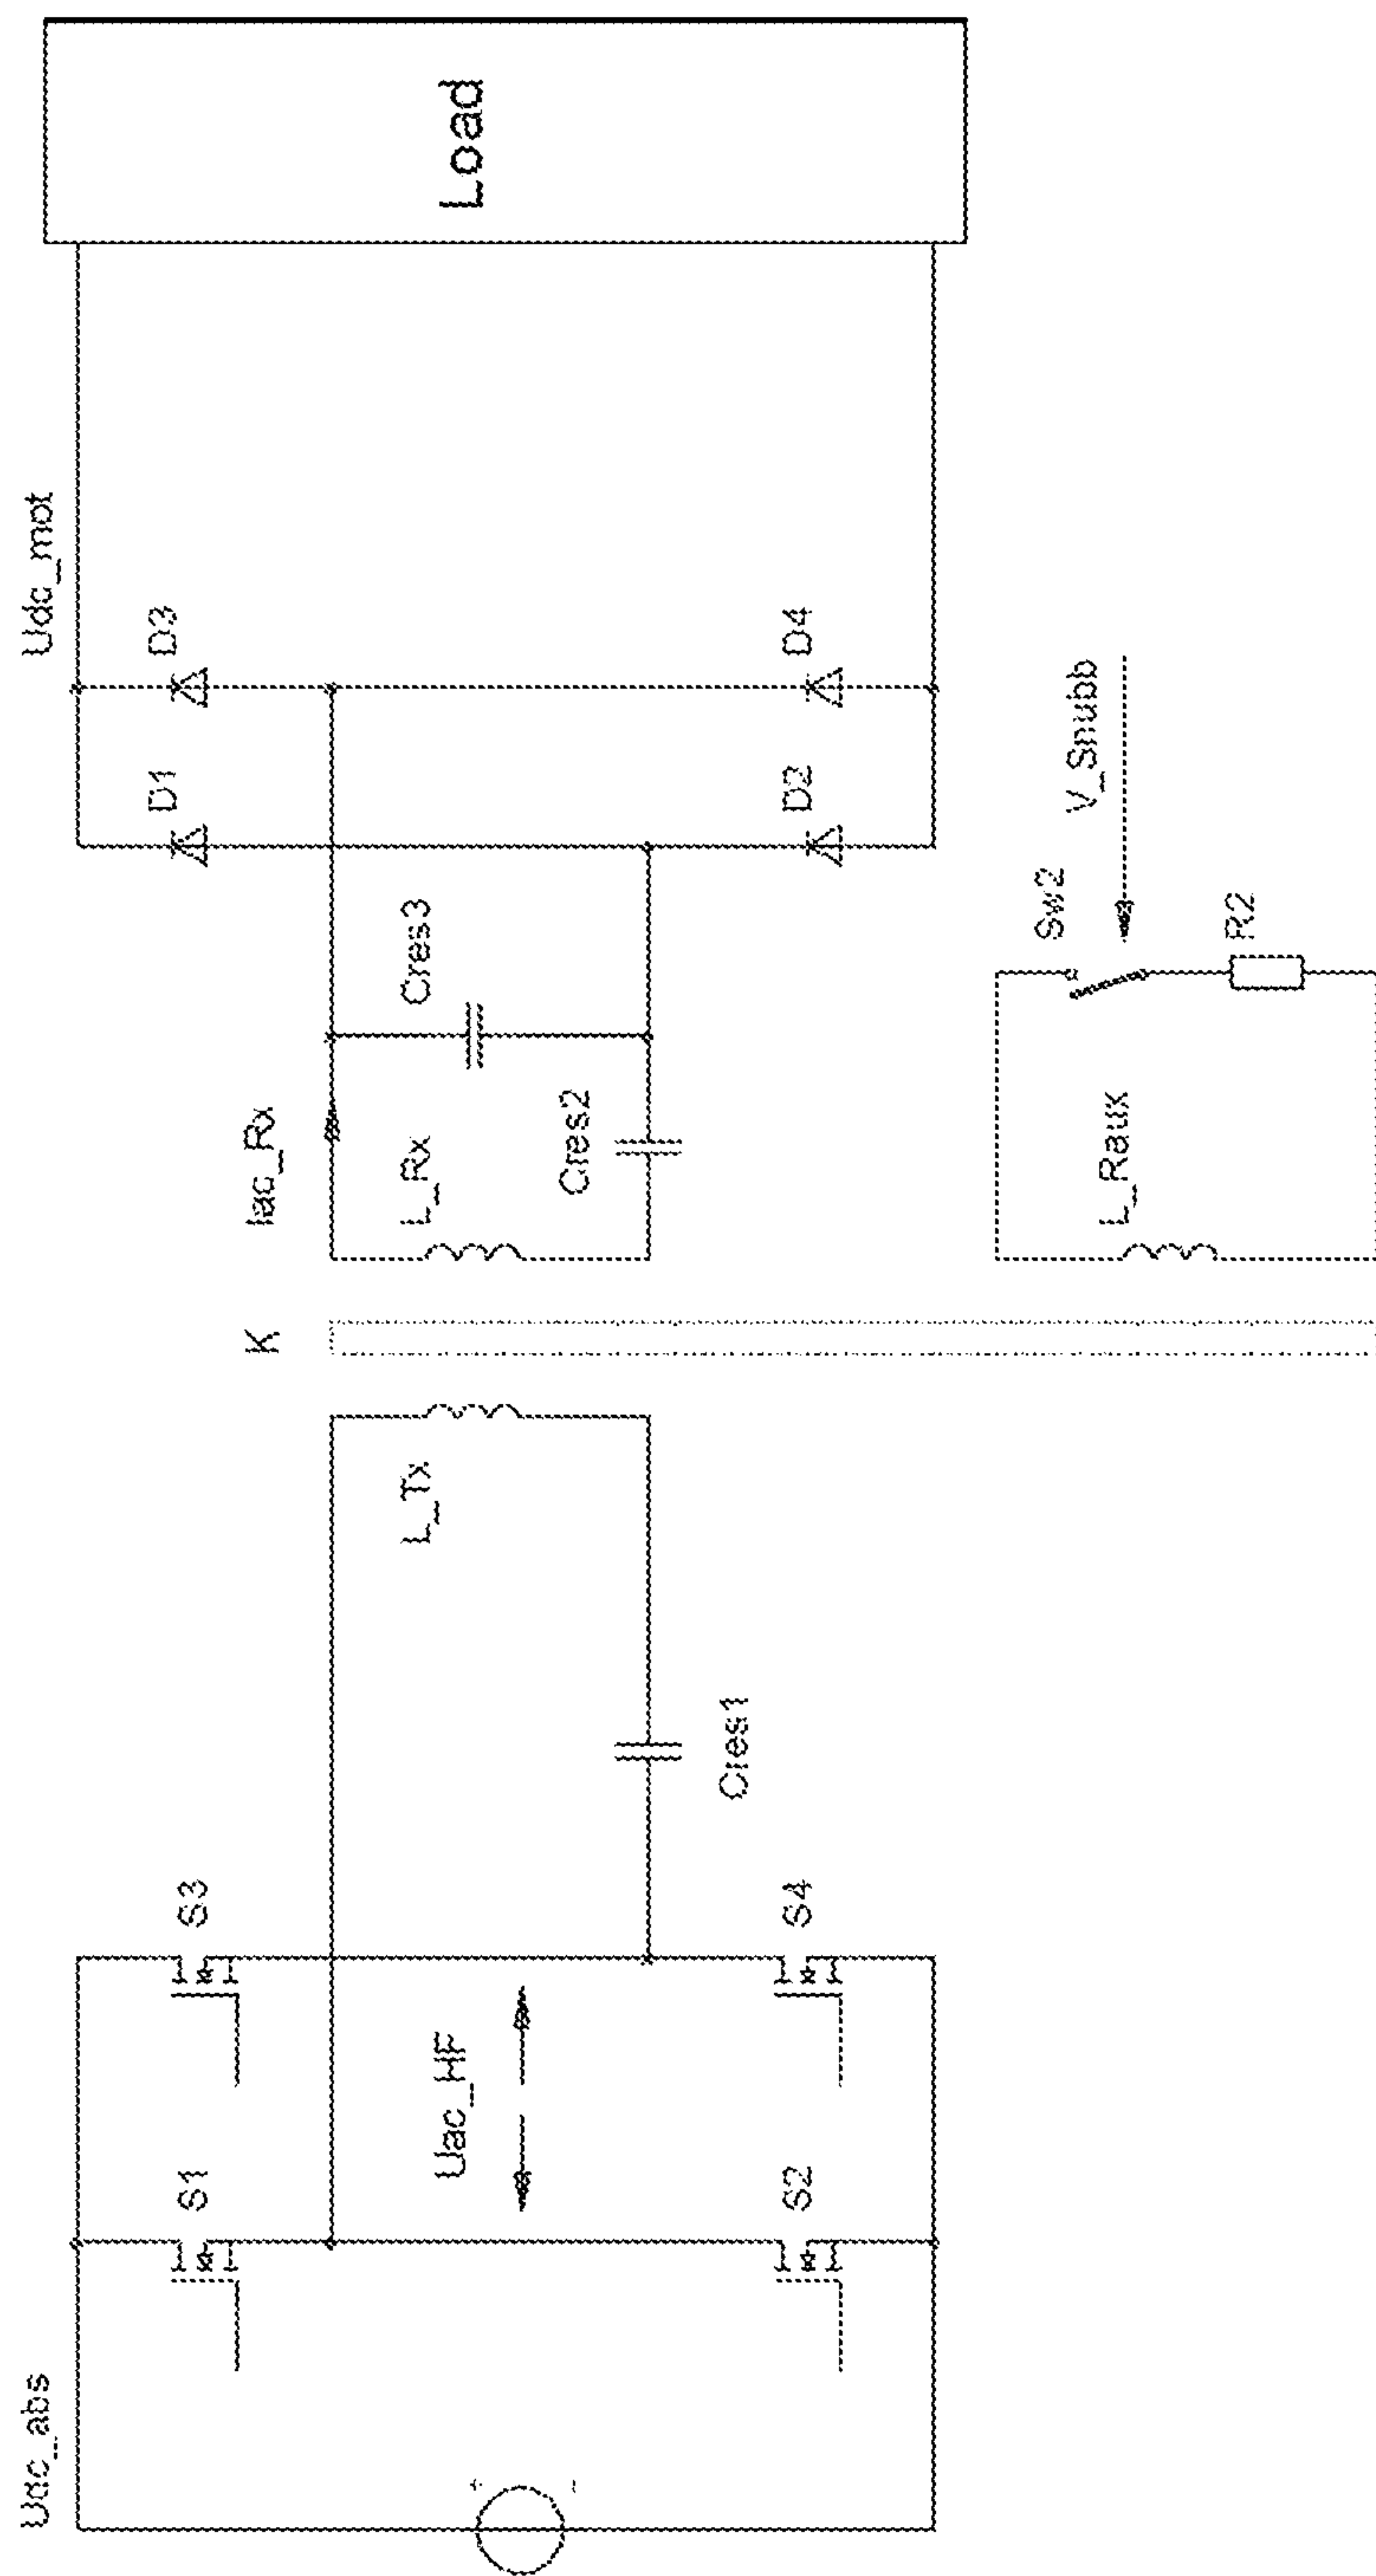 Udc_abs
S1
S3
S2
S4
Uac_HF
Cres1
L_Tx
K
Iac_Rx
L_Rx
Cres2
Cres3
Udc_mot
D1
D3
D2
D4
Load
L_Raux
Sw2
R2
V_Snubb
+
-